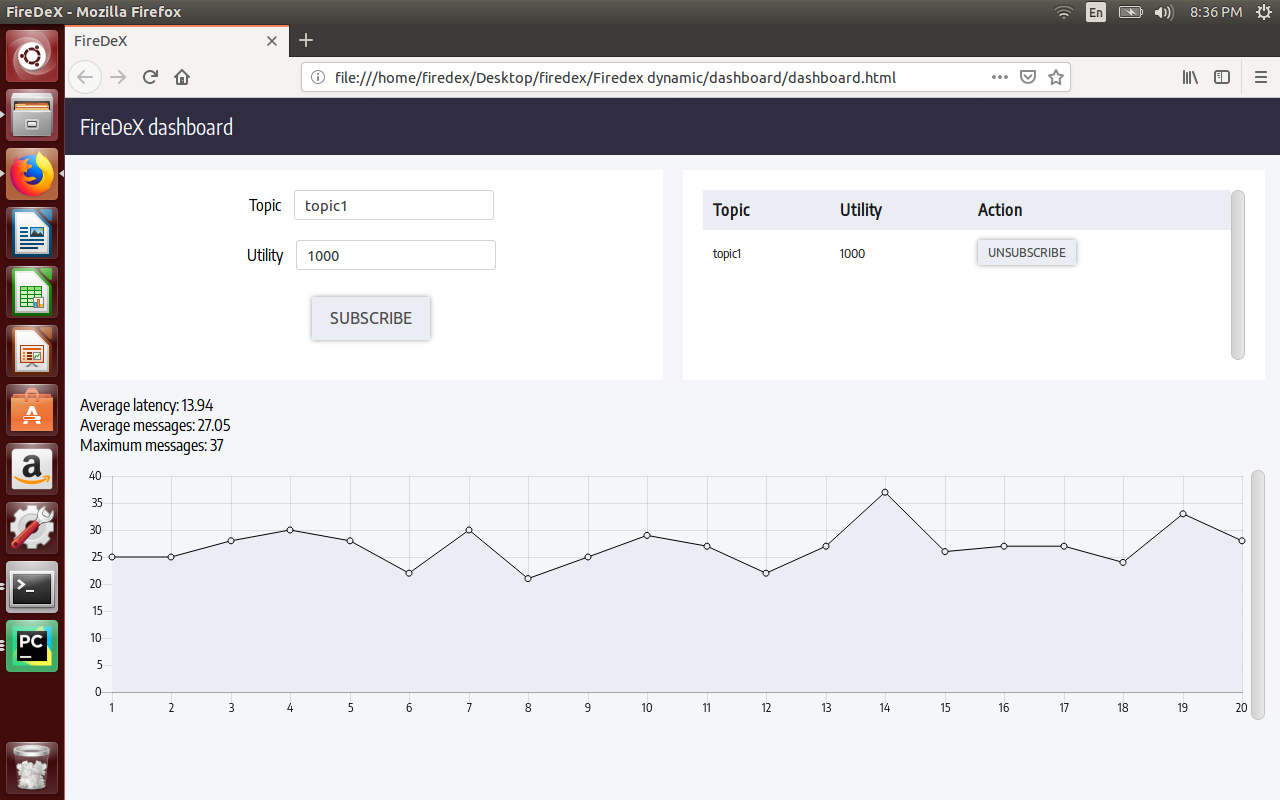 FireDeX - Mozilla Firefox
En
8:36 PM
FireDeX
file:///home/firedex/Desktop/firedex/Firedex dynamic/dashboard/dashboard.html
FireDeX dashboard
Topic topic1
Utility 1000
SUBSCRIBE
Topic Utility Action
topic1 1000 UNSUBSCRIBE
Average latency: 13.94
Average messages: 27.05
Maximum messages: 37
40
35
30
25
20
15
10
5
0
1 2 3 4 5 6 7 8 9 10 11 12 13 14 15 16 17 18 19 20
A
a
>_
PC